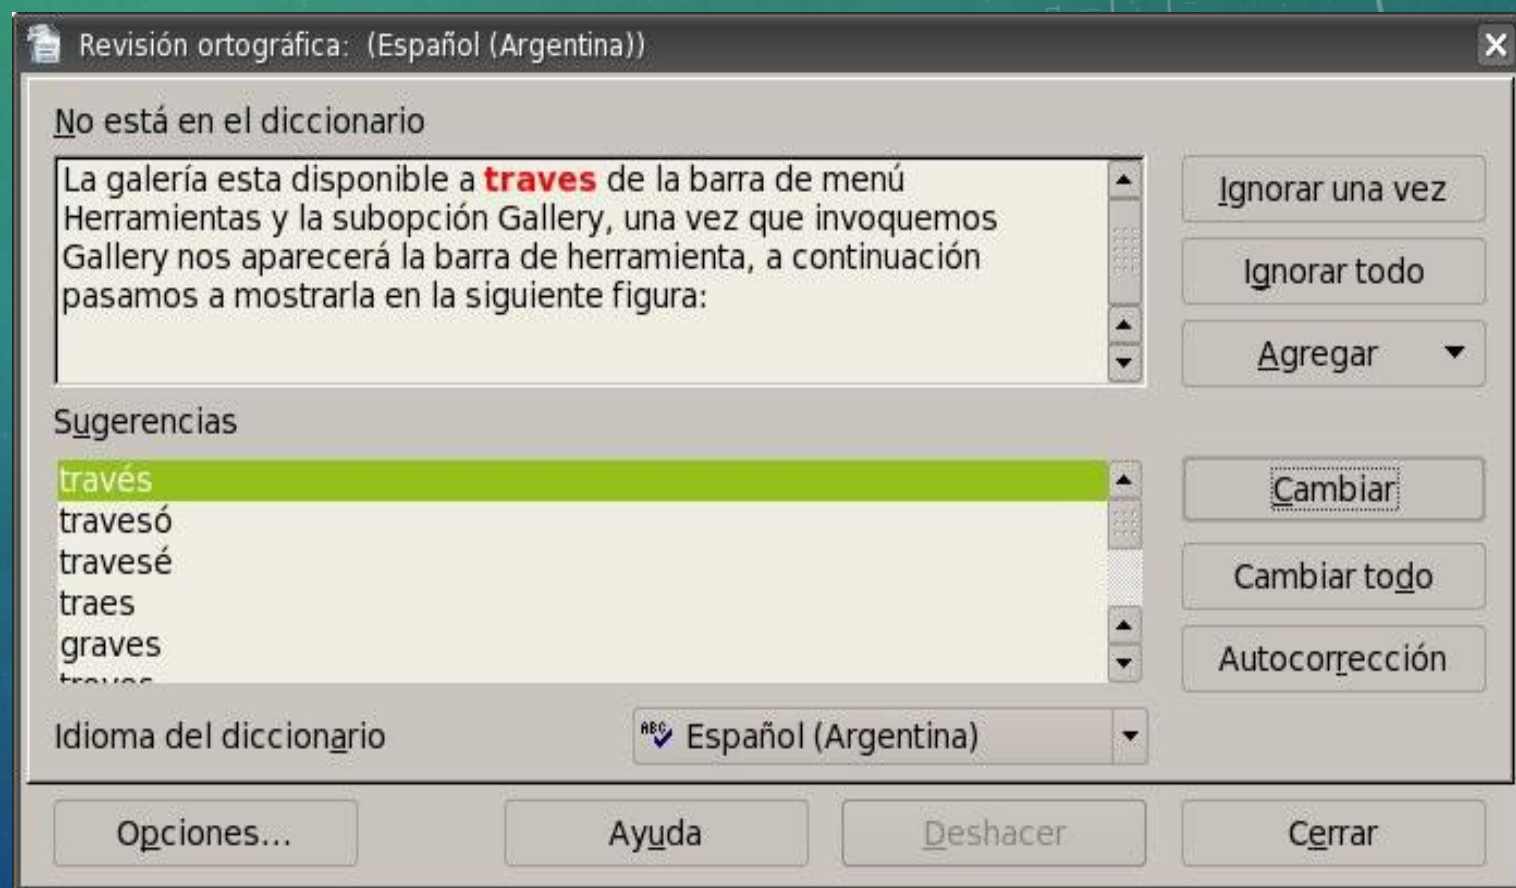 Revisión ortográfica: (Español (Argentina))
No está en el diccionario
La galería esta disponible a traves de la barra de menú
Herramientas y la subopción Gallery, una vez que invoquemos
Gallery nos aparecerá la barra de herramienta, a continuación
pasamos a mostrarla en la siguiente figura:
Ignorar una vez
Ignorar todo
Agregar
Sugerencias
través
travesó
travesé
traes
graves
Cambiar
Cambiar todo
Autocorrección
Idioma del diccionario
ABC Español (Argentina)
Opciones...
Ayuda
Deshacer
Cerrar